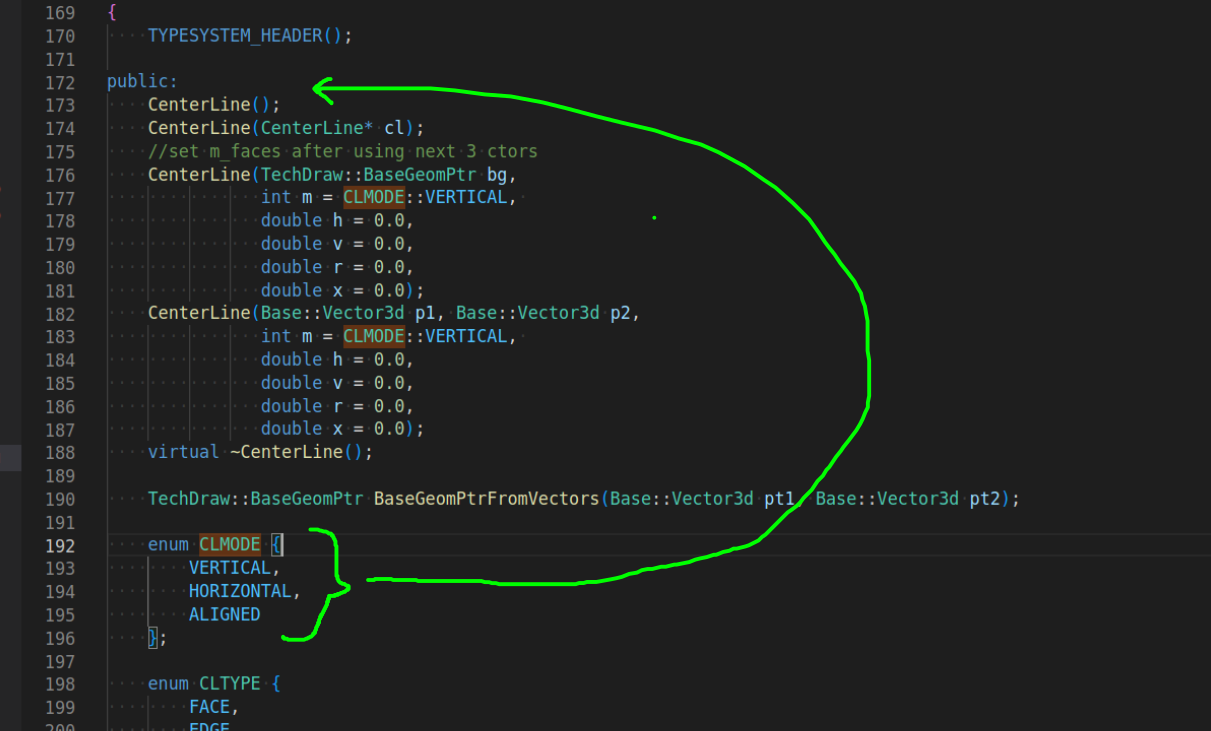 169 {
170 TYPESYSTEM_HEADER();
171
172 public:
173 CenterLine();
174 CenterLine(CenterLine* cl);
175 //set m_faces after using next 3 ctors
176 CenterLine(TechDraw::BaseGeomPtr bg,
177 int m = CLMODE::VERTICAL,
178 double h = 0.0,
179 double v = 0.0,
180 double r = 0.0,
181 double x = 0.0);
182 CenterLine(Base::Vector3d p1, Base::Vector3d p2,
183 int m = CLMODE::VERTICAL,
184 double h = 0.0,
185 double v = 0.0,
186 double r = 0.0,
187 double x = 0.0);
188 virtual ~CenterLine();
189
190 TechDraw::BaseGeomPtr BaseGeomPtrFromVectors(Base::Vector3d pt1, Base::Vector3d pt2);
191
192 enum CLMODE {
193 VERTICAL,
194 HORIZONTAL,
195 ALIGNED
196 };
197
198 enum CLTYPE {
199 FACE,
200 EDGE